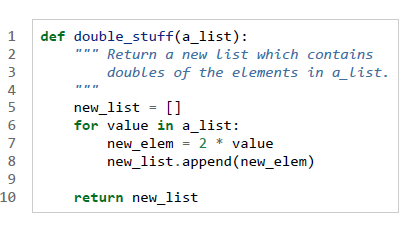 1 def double_stuff(a_list):
2 """ Return a new list which contains
3 doubles of the elements in a_list.
4 """
5 new_list = []
6 for value in a_list:
7 new_elem = 2 * value
8 new_list.append(new_elem)
9
10 return new_list